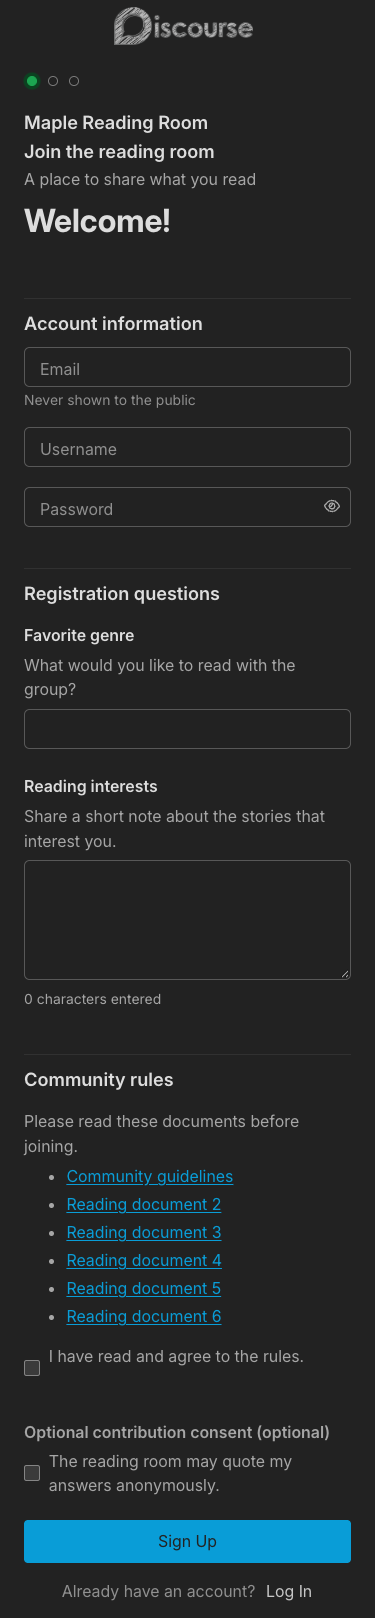 Discourse
Maple Reading Room
Join the reading room
A place to share what you read
Welcome!
Account information
Email
Never shown to the public
Username
Password
Registration questions
Favorite genre
What would you like to read with the
group?
Reading interests
Share a short note about the stories that
interest you.
0 characters entered
Community rules
Please read these documents before
joining.
Community guidelines
Reading document 2
Reading document 3
Reading document 4
Reading document 5
Reading document 6
I have read and agree to the rules.
Optional contribution consent (optional)
The reading room may quote my
answers anonymously.
Sign Up
Already have an account? Log In